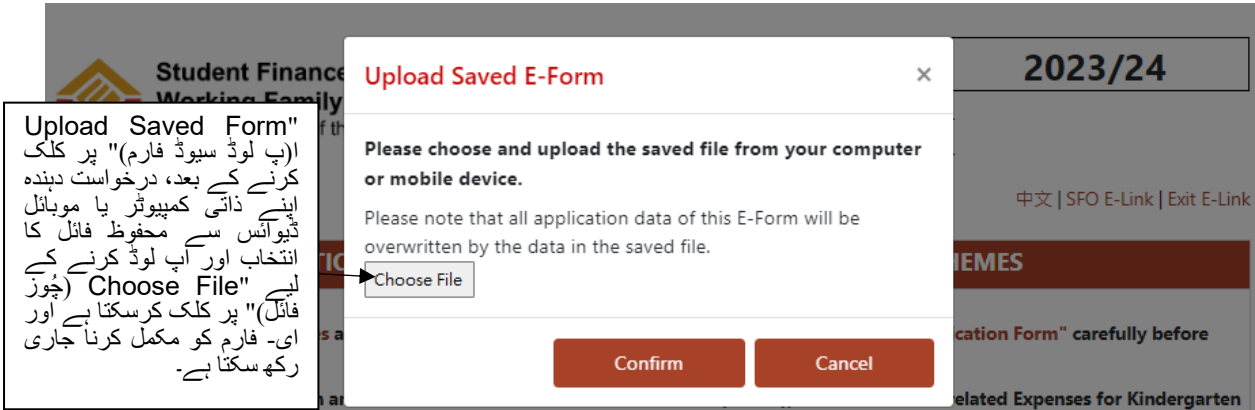 Student Finance
Working Family
f th
2023/24
中文 | SFO E-Link | Exit E-Link
"Upload Saved Form
ا(پ لوڈ سیوڈ فارم)" پر کلک
کرنے کے بعد، درخواست دہندہ
اپنے ذاتی کمپیوٹر یا موبائل
ڈیوائس سے محفوظ فائل کا
انتخاب اور اپ لوڈ کرنے کے
لیے "Choose File (چُوز
فائل)" پر کلک کرسکتا ہے اور
ای- فارم کو مکمل کرنا جاری
رکھ سکتا ہے۔
Upload Saved E-Form
×
Please choose and upload the saved file from your computer
or mobile device.
Please note that all application data of this E-Form will be
overwritten by the data in the saved file.
Choose File
Confirm
Cancel
IEMES
cation Form" carefully before
elated Expenses for Kindergarten